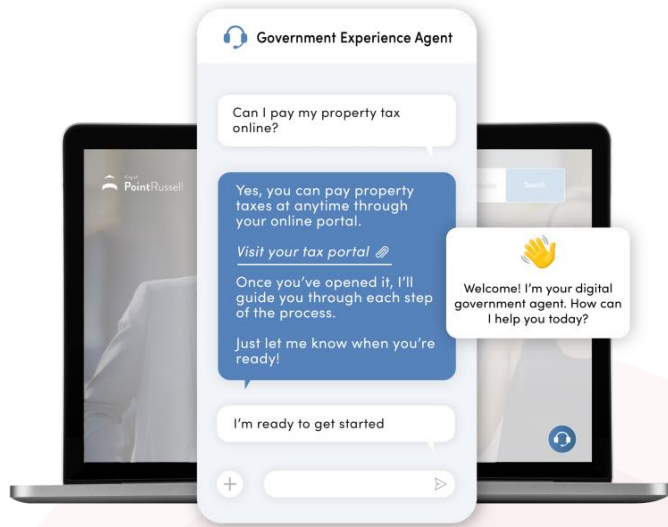 Government Experience Agent
Can I pay my property tax
online?
City of
PointRussell
Search
Yes, you can pay property
taxes at anytime through
your online portal.
Visit your tax portal
Once you've opened it, I'll
guide you through each step
of the process.
Just let me know when you're
ready!
Welcome! I'm your digital
government agent. How can
I help you today?
I'm ready to get started